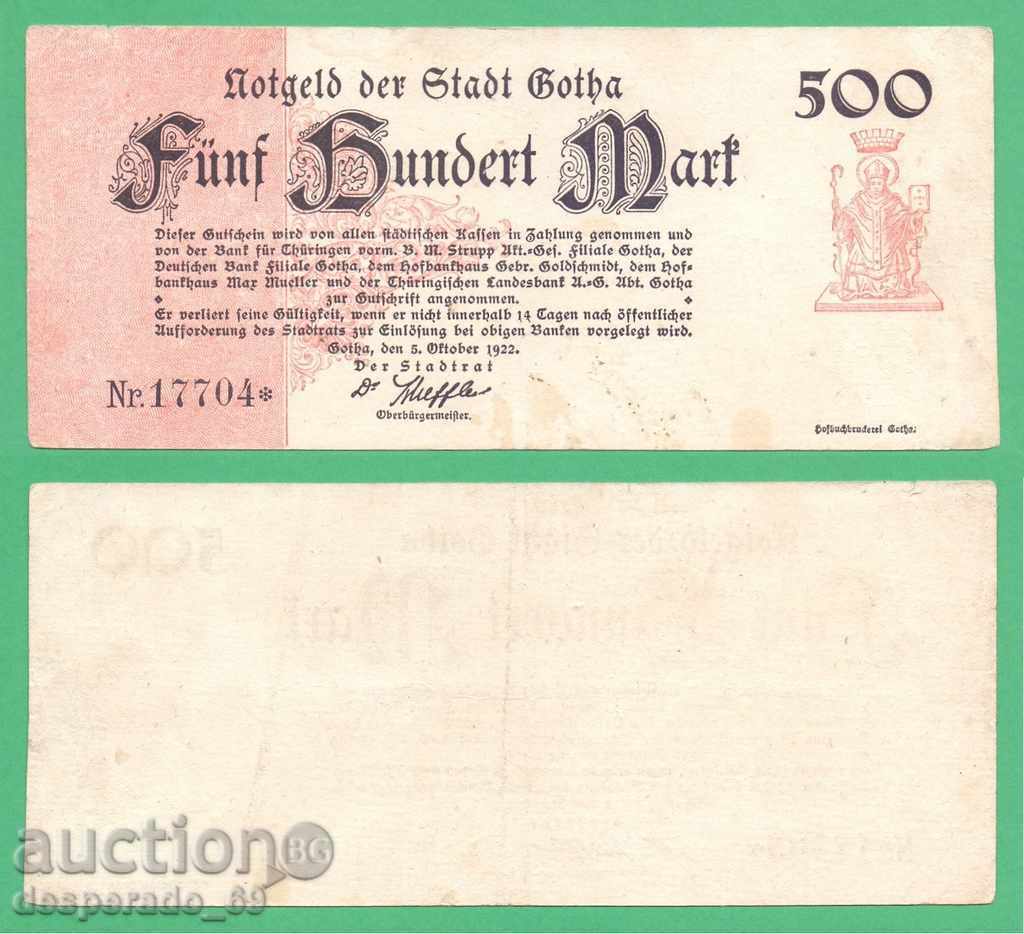 Notgeld der Stadt Gotha
500
Fünf Hundert Mark
Dieser Gutschein wird von allen städtischen Kassen in Zahlung genommen und
von der Bank für Thüringen vorm. B. M. Strupp Akt.=Ges. Filiale Gotha, der
Deutschen Bank Filiale Gotha, dem Hofbankhaus Gebr. Goldschmidt, dem Hof=
bankhaus Max Mueller und der Thüringischen Landesbank A.=G. Abt. Gotha
zur Gutschrift angenommen.
Er verliert seine Gültigkeit, wenn er nicht innerhalb 14 Tagen nach öffentlicher
Aufforderung des Stadtrats zur Einlösung bei obigen Banken vorgelegt wird.
Gotha, den 5. Oktober 1922.
Der Stadtrat
Nr. 17704*
Dr Scheffler
Oberbürgermeister.
Hofbuchdruckerei Gotha.
auction BG
desperado_69